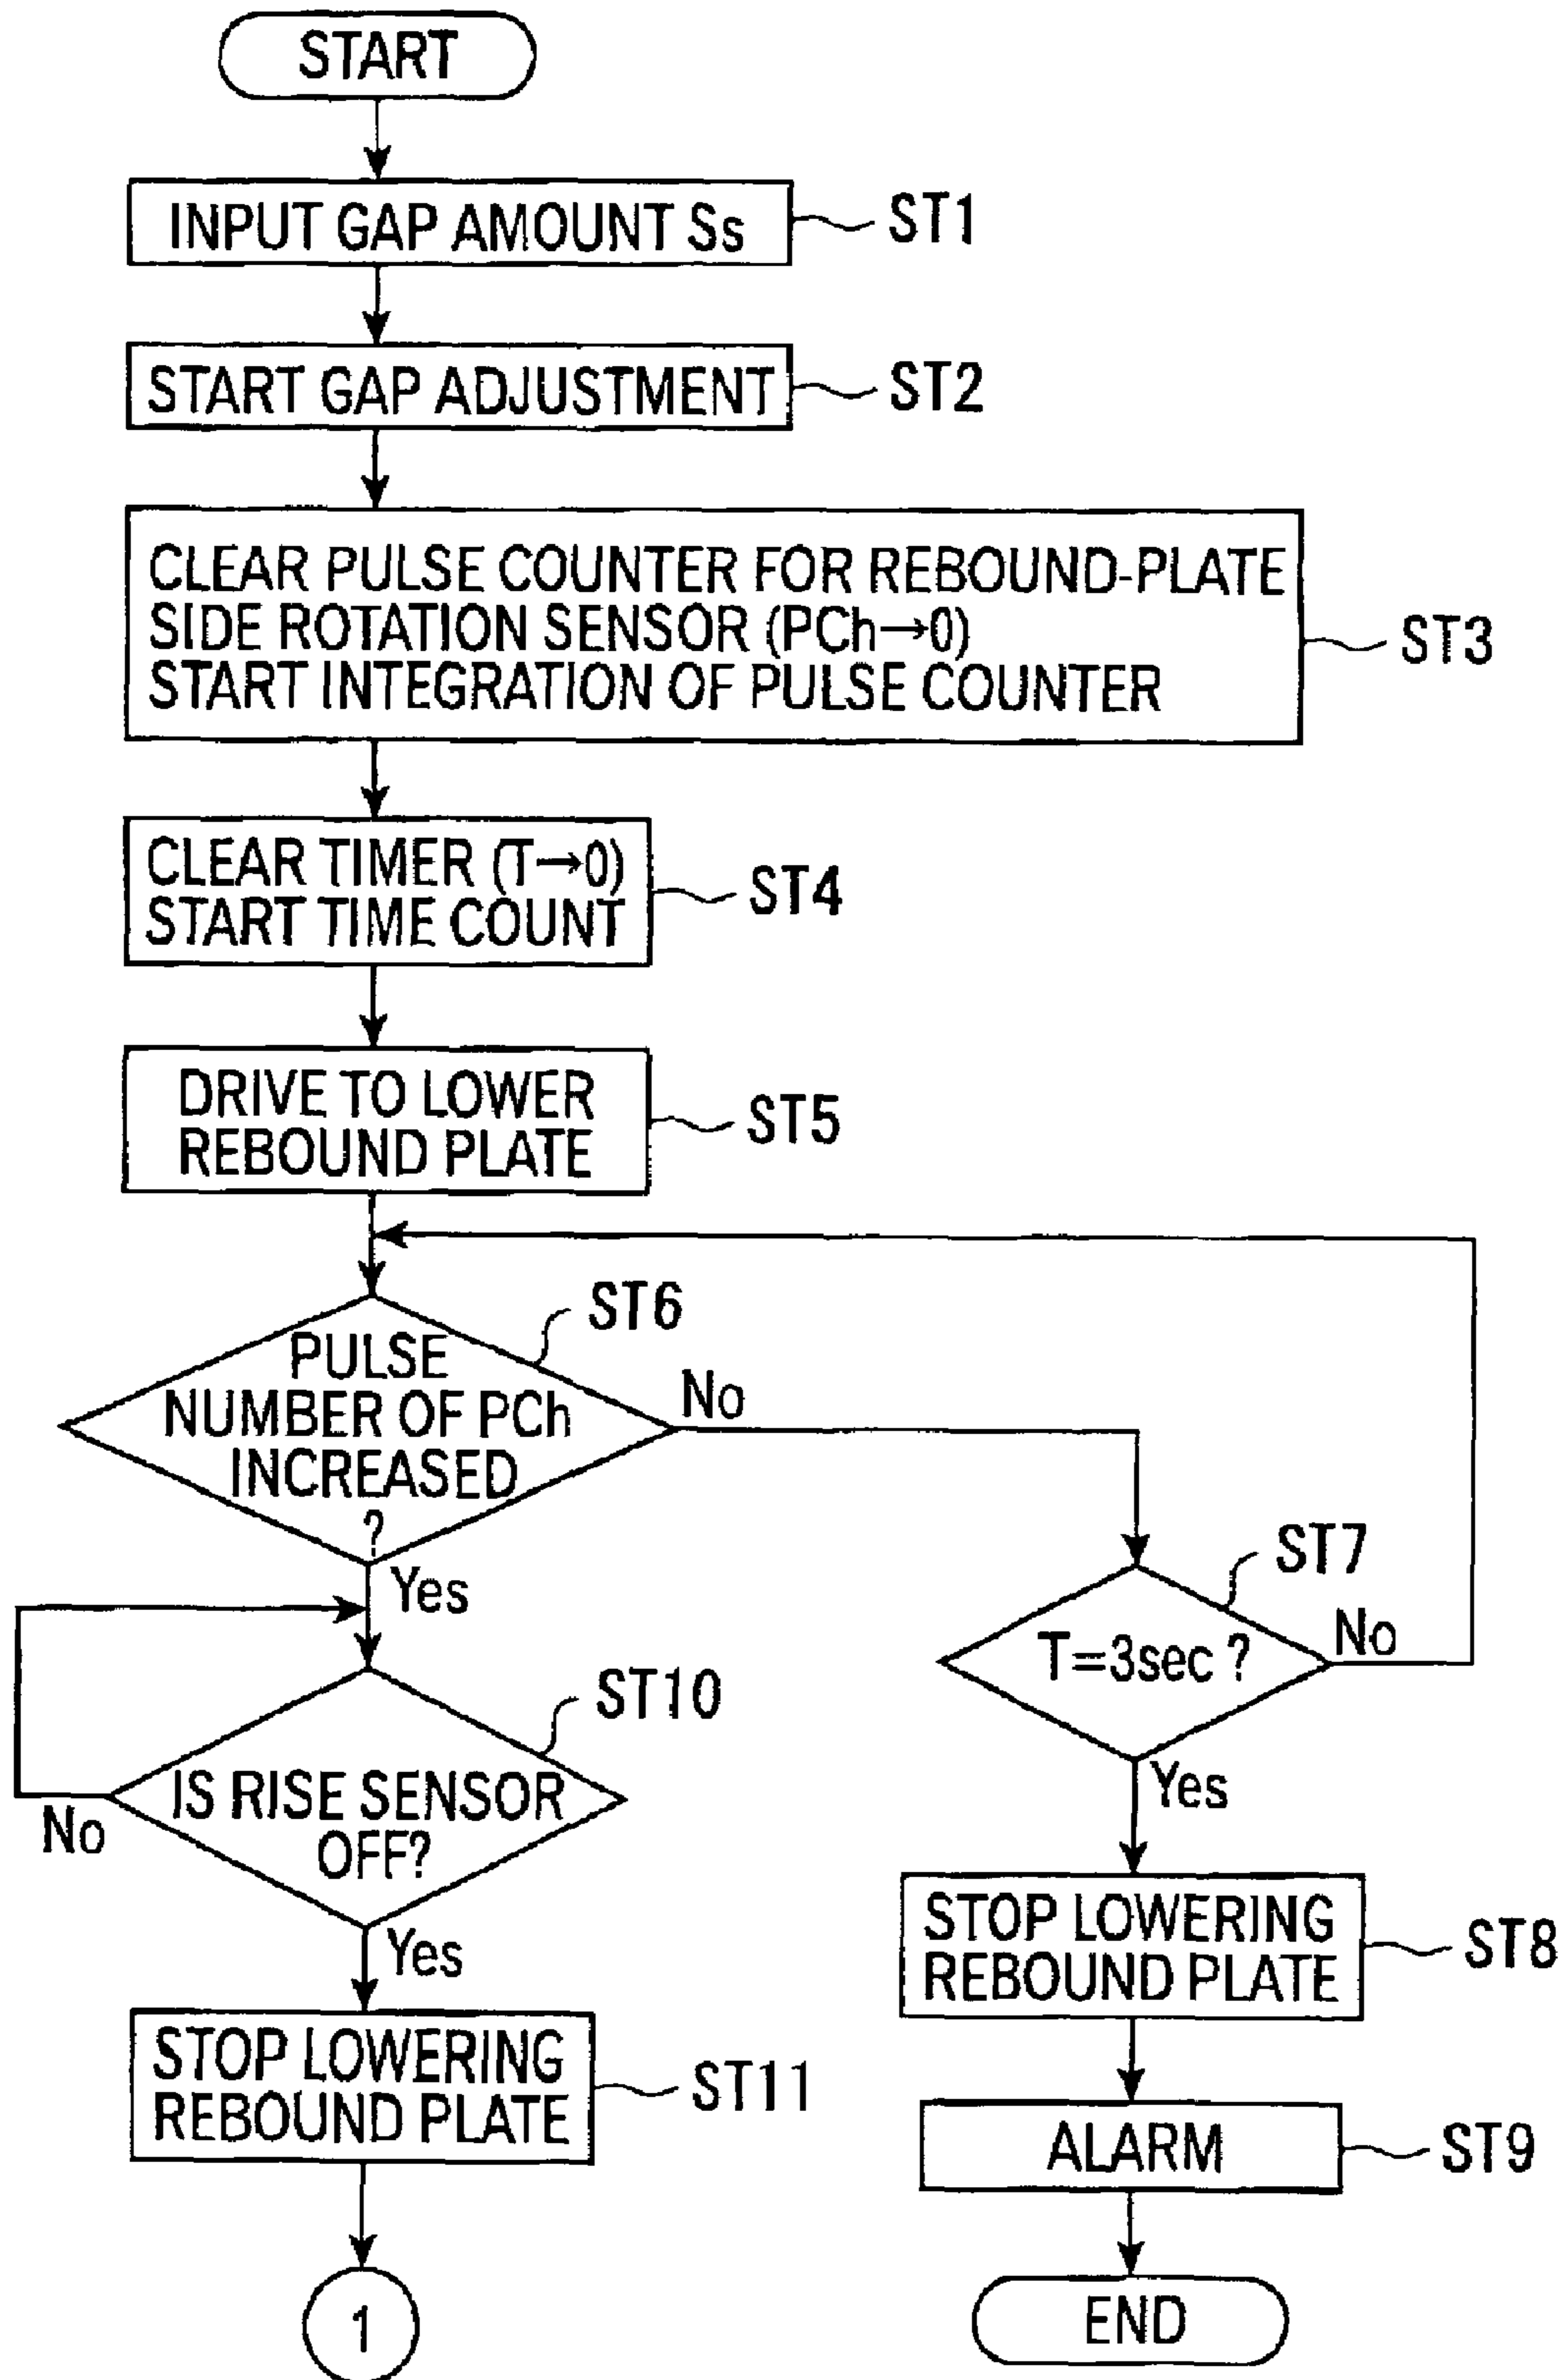 START
INPUT GAP AMOUNT Ss
ST1
START GAP ADJUSTMENT
ST2
CLEAR PULSE COUNTER FOR REBOUND-PLATE
SIDE ROTATION SENSOR (PCh→0)
START INTEGRATION OF PULSE COUNTER
ST3
CLEAR TIMER (T→0)
START TIME COUNT
ST4
DRIVE TO LOWER
REBOUND PLATE
ST5
ST6
PULSE
NUMBER OF PCh
INCREASED
?
No
Yes
ST7
T=3sec ?
No
Yes
ST10
IS RISE SENSOR
OFF?
No
Yes
STOP LOWERING
REBOUND PLATE
ST8
STOP LOWERING
REBOUND PLATE
ST11
ALARM
ST9
1
END